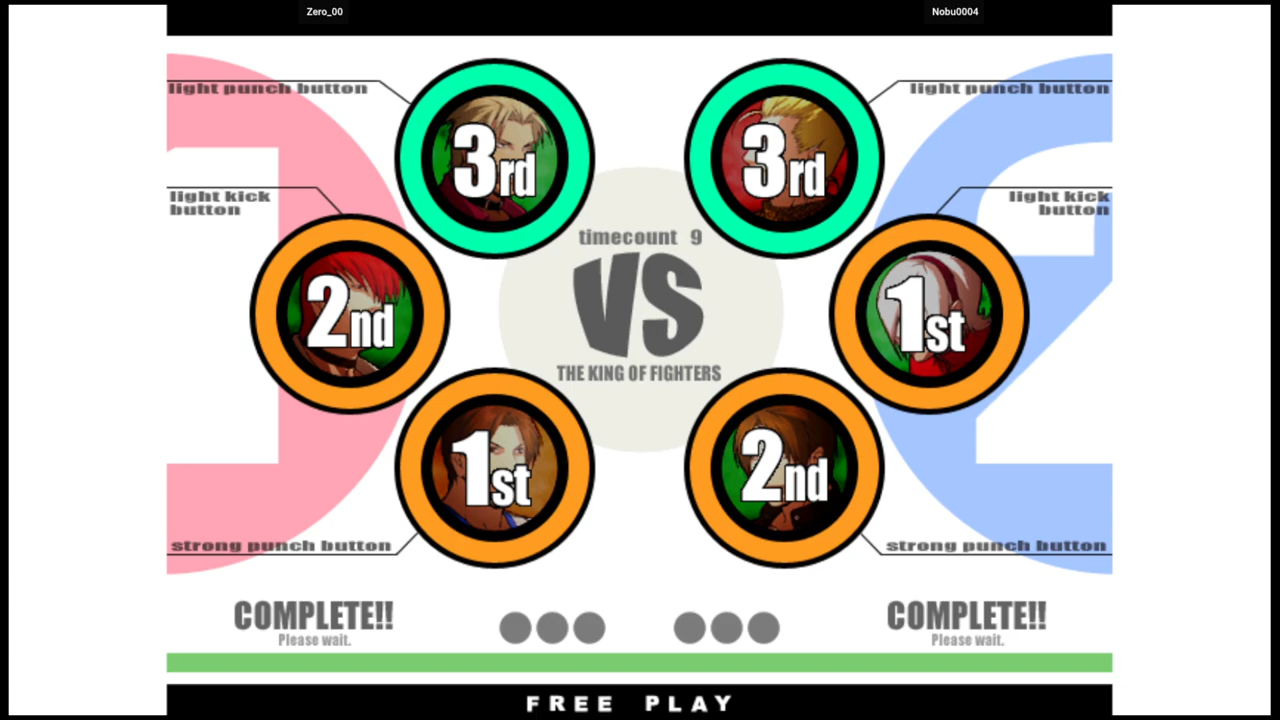 Zero_00
Nobu0004
light punch button
light punch button
3rd
3rd
light kick
button
light kick
button
timecount 9
VS
THE KING OF FIGHTERS
2nd
1st
1st
2nd
strong punch button
strong punch button
COMPLETE!!
Please wait.
COMPLETE!!
Please wait.
FREE PLAY